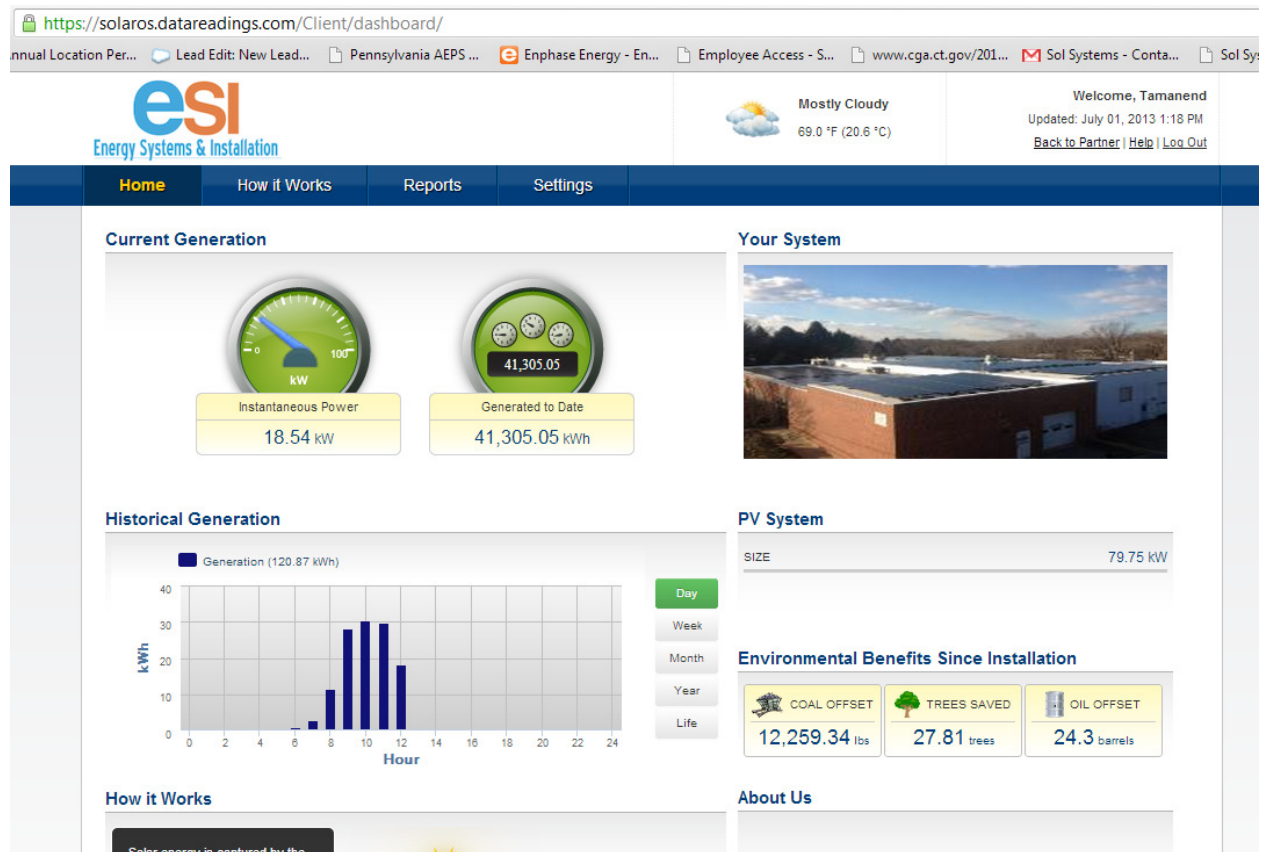 https://solaros.datareadings.com/Client/dashboard/
nnual Location Per... Lead Edit: New Lead... Pennsylvania AEPS ... Enphase Energy - En... Employee Access - S... www.cga.ct.gov/201... Sol Systems - Conta... Sol Sys
esi
Energy Systems & Installation
Mostly Cloudy
69.0 °F (20.6 °C)
Welcome, Tamanend
Updated: July 01, 2013 1:18 PM
Back to Partner | Help | Log Out
Home How it Works Reports Settings
Current Generation
0 100
kW
Instantaneous Power
18.54 kW
41,305.05
Generated to Date
41,305.05 kWh
Your System
Historical Generation
Generation (120.87 kWh)
40
30
20
10
0
kWh
0 2 4 6 8 10 12 14 16 18 20 22 24
Hour
Day
Week
Month
Year
Life
PV System
SIZE 79.75 kW
Environmental Benefits Since Installation
COAL OFFSET
12,259.34 lbs
TREES SAVED
27.81 trees
OIL OFFSET
24.3 barrels
How it Works
Solar energy is captured by the
About Us